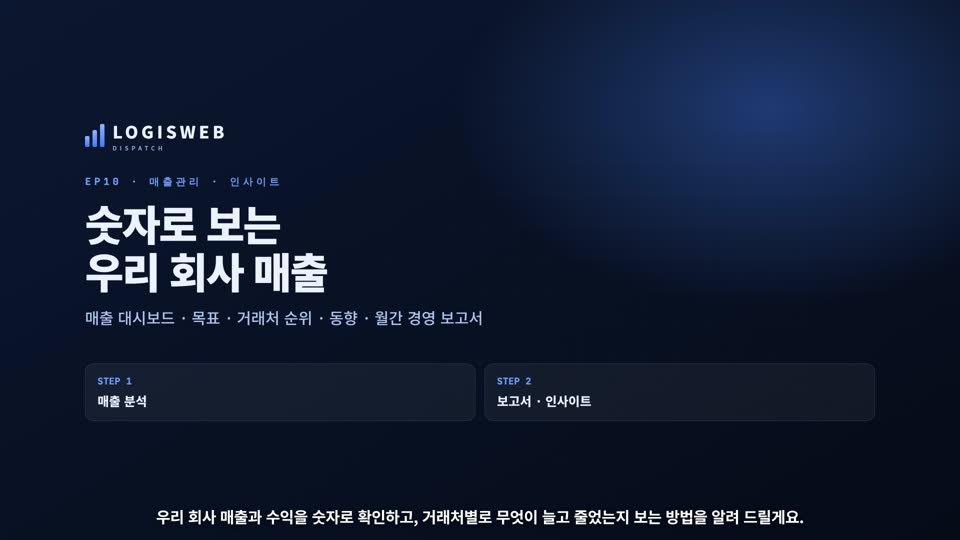 LOGISWEB
DISPATCH
EP10 · 매출관리 · 인사이트
숫자로 보는
우리 회사 매출
매출 대시보드 · 목표 · 거래처 순위 · 동향 · 월간 경영 보고서
STEP 1
매출 분석
STEP 2
보고서 · 인사이트
우리 회사 매출과 수익을 숫자로 확인하고, 거래처별로 무엇이 늘고 줄었는지 보는 방법을 알려 드릴게요.